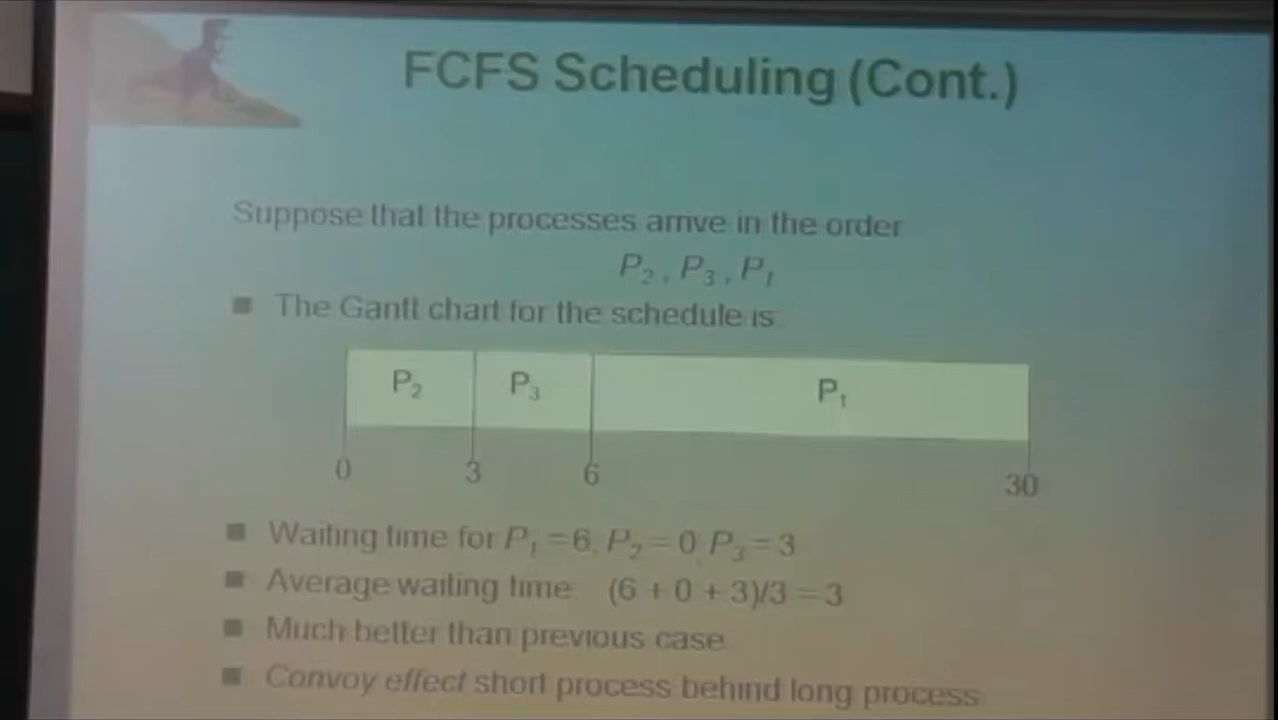 FCFS Scheduling (Cont.)
Suppose that the processes arrive in the order
P₂ , P₃ , P₁
■ The Gantt chart for the schedule is:
P₂ P₃ P₁
0 3 6 30
■ Waiting time for P₁ = 6; P₂ = 0; P₃ = 3
■ Average waiting time: (6 + 0 + 3)/3 = 3
■ Much better than previous case.
■ Convoy effect short process behind long process